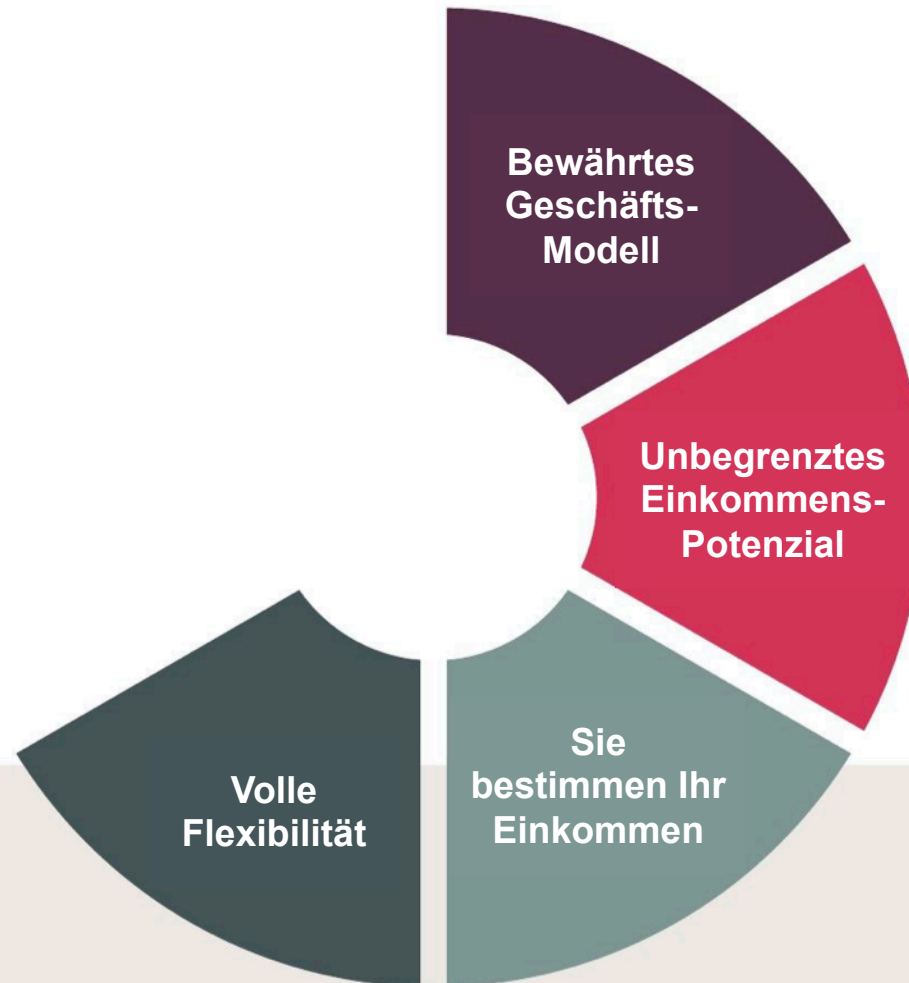 Bewährtes
Geschäfts-
Modell
Unbegrenztes
Einkommens-
Potenzial
Sie
bestimmen Ihr
Einkommen
Volle
Flexibilität